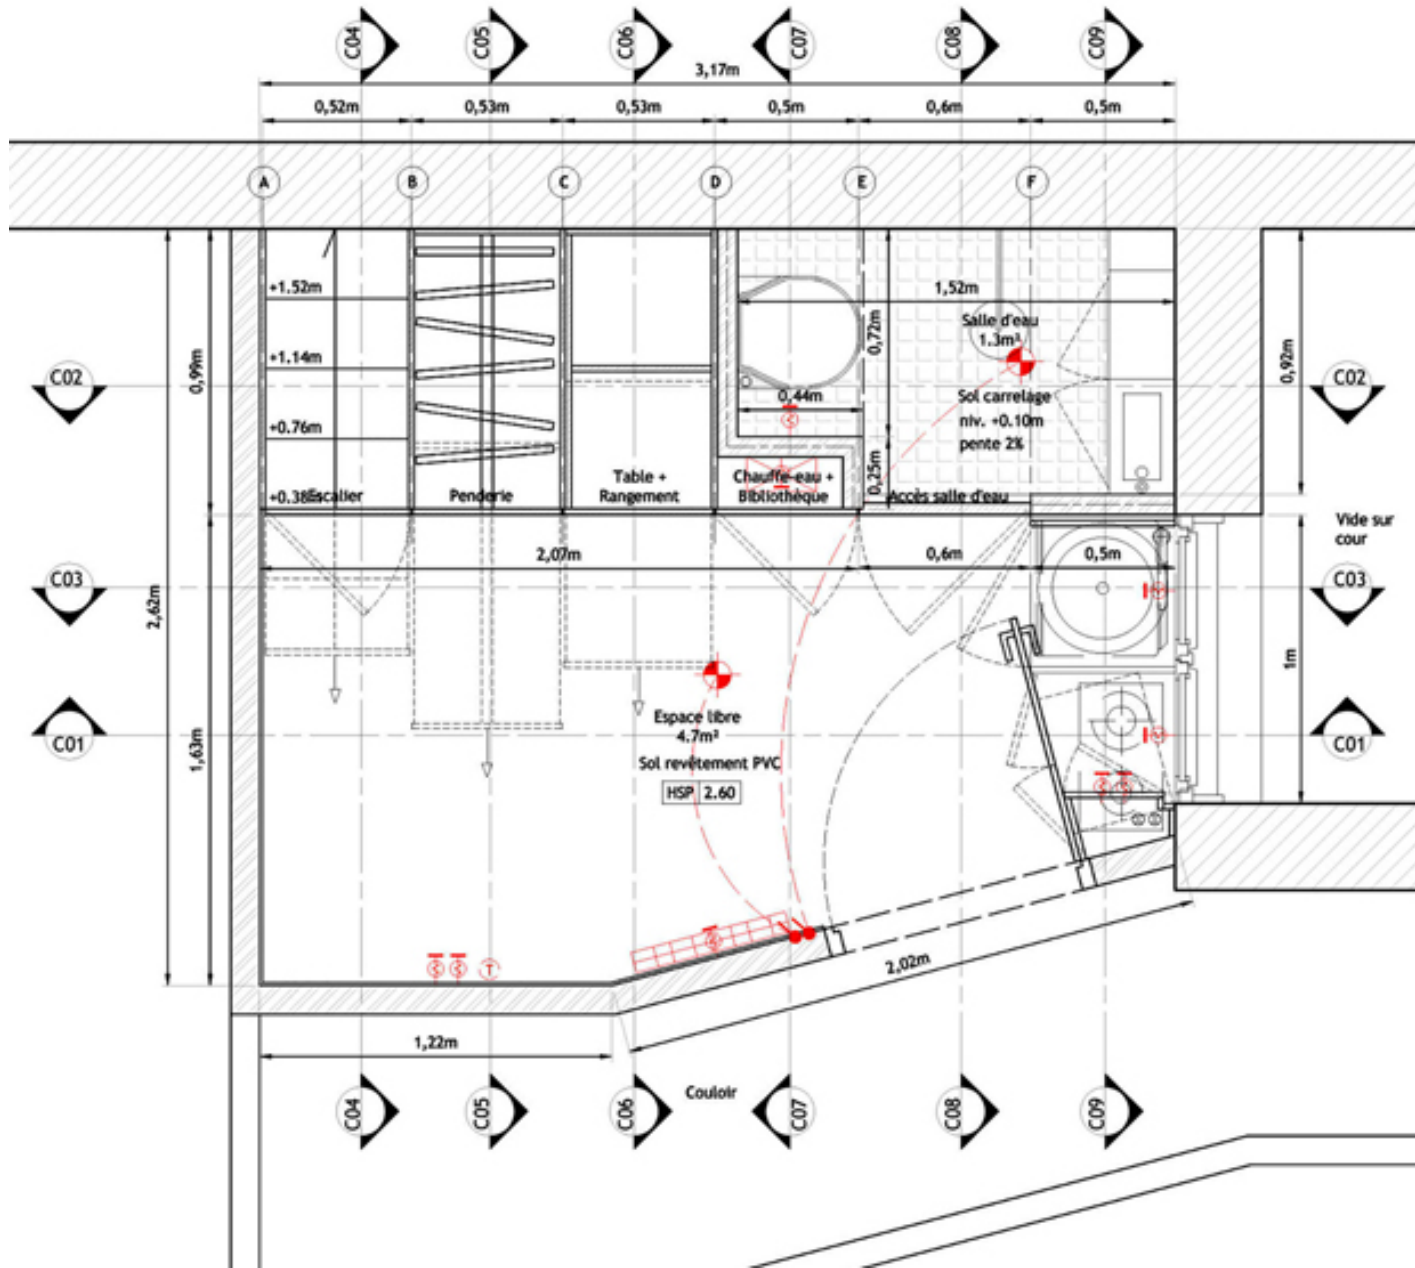 C04
C05
C06
C07
C08
C09
3,17m
0,52m
0,53m
0,53m
0,5m
0,6m
0,5m
A
B
C
D
E
F
+1.52m
+1.14m
+0.76m
+0.38m
Escalier
Penderie
Table +
Rangement
Chauffe-eau +
Bibliothèque
Accès salle d'eau
1,52m
0,72m
0,44m
0,25m
Salle d'eau
1.3m²
Sol carrelage
niv. +0.10m
pente 2%
0,99m
0,92m
C02
C02
Vide sur
cour
2,07m
0,6m
0,5m
C03
C03
2,62m
1,63m
1m
C01
C01
Espace libre
4.7m²
Sol revêtement PVC
HSP 2.60
T
2,02m
1,22m
Couloir
C04
C05
C06
C07
C08
C09